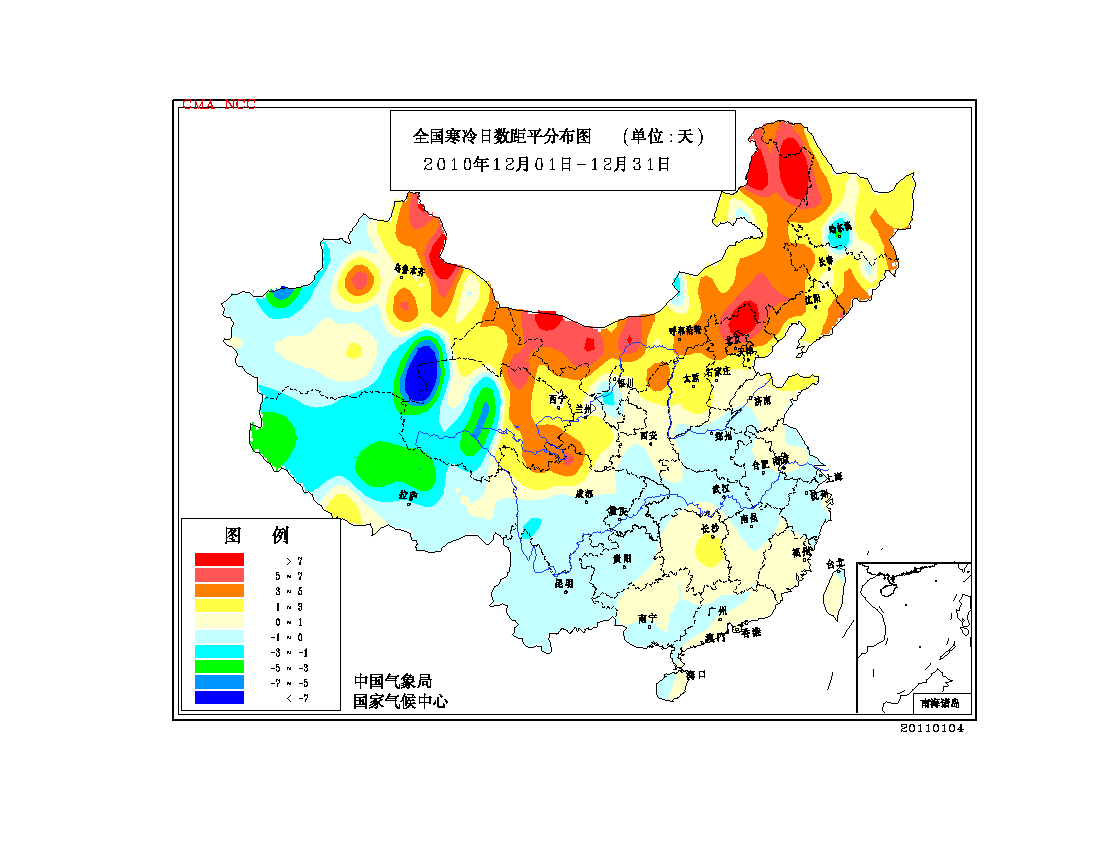 CMA NCC
全国寒冷日数距平分布图 (单位:天)
2010年12月01日-12月31日
哈尔滨
长春
乌鲁木齐
沈阳
呼和浩特
北京
天津
银川
太原
石家庄
西宁
兰州
济南
西安
郑州
合肥
南京
上海
拉萨
成都
武汉
杭州
重庆
南昌
长沙
贵阳
福州
台北
昆明
南宁
广州
澳门
香港
海口
图 例
> 7
5 ~ 7
3 ~ 5
1 ~ 3
0 ~ 1
-1 ~ 0
-3 ~ -1
-5 ~ -3
-7 ~ -5
< -7
中国气象局
国家气候中心
南海诸岛
20110104